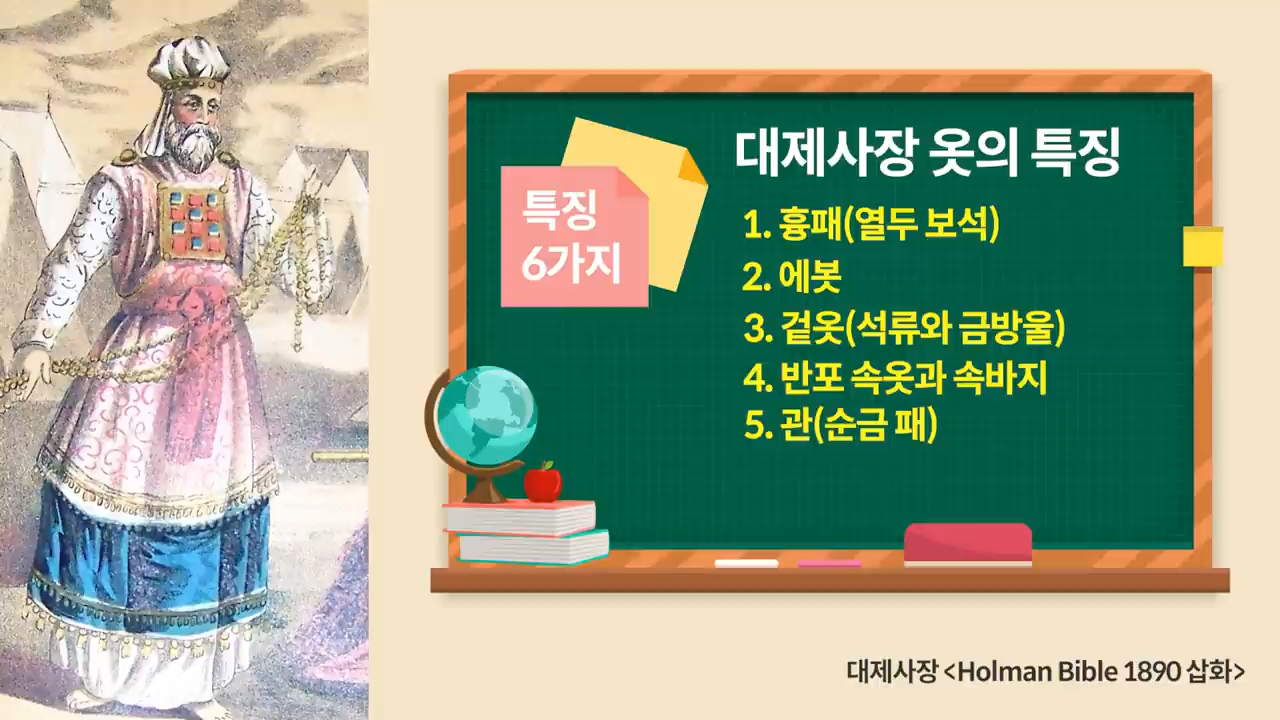 특징
6가지
대제사장 옷의 특징
1. 흉패(열두 보석)
2. 에봇
3. 겉옷(석류와 금방울)
4. 반포 속옷과 속바지
5. 관(순금 패)
대제사장 <Holman Bible 1890 삽화>